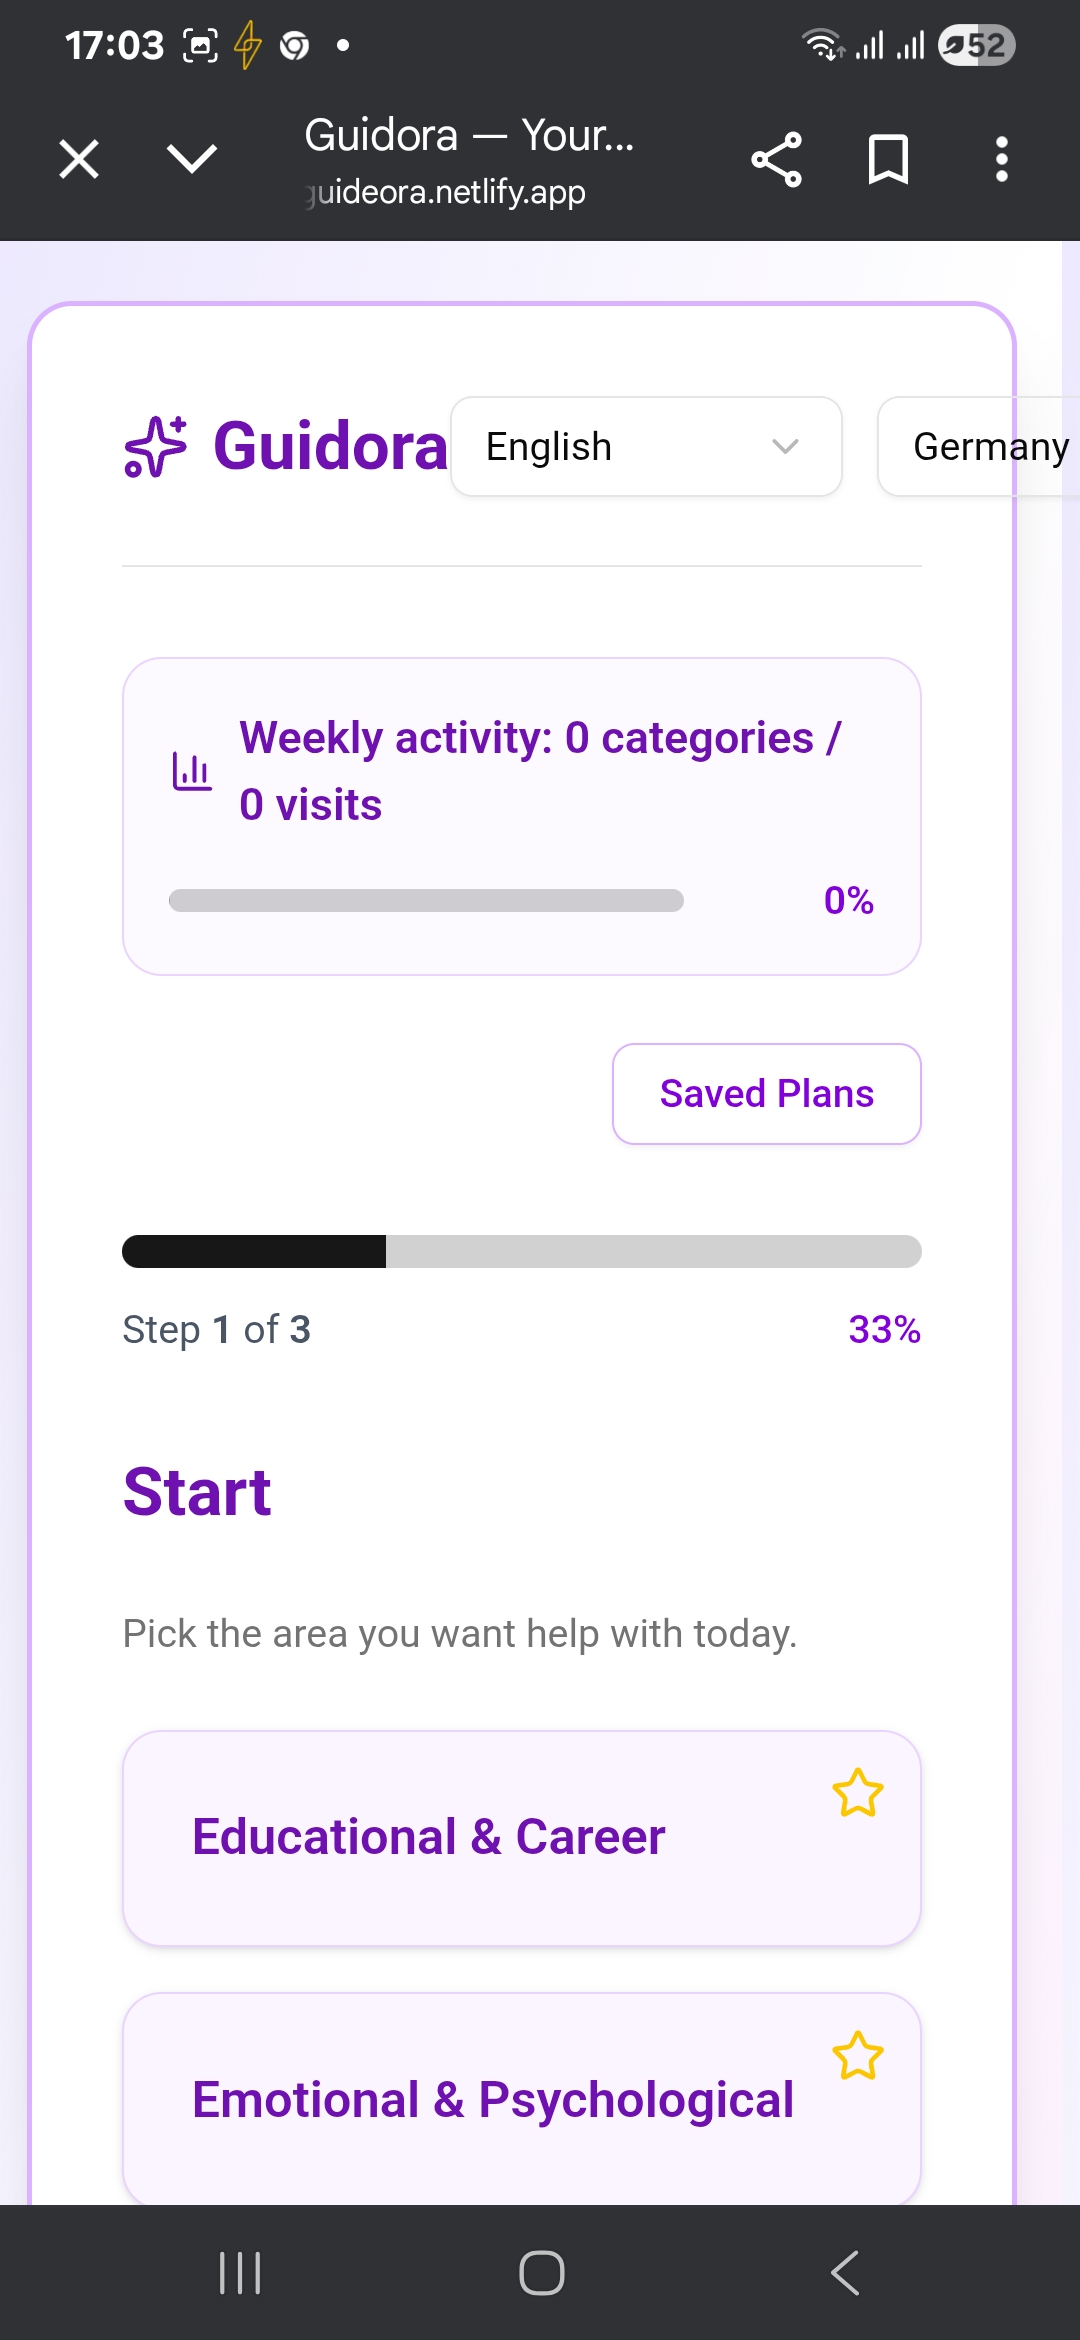 17:03
52
Guidora — Your...
guideora.netlify.app
Guidora
English
Germany
Weekly activity: 0 categories /
0 visits
0%
Saved Plans
Step 1 of 3
33%
Start
Pick the area you want help with today.
Educational & Career
Emotional & Psychological